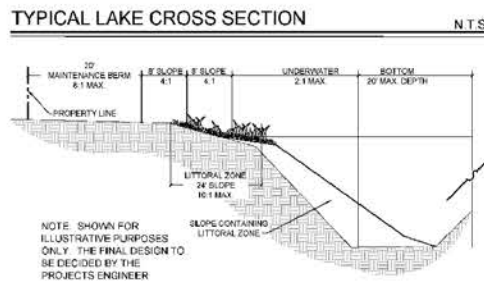 TYPICAL LAKE CROSS SECTION
N.T.S
20'
MAINTENANCE BERM
6:1 MAX.
8' SLOPE
4:1
8' SLOPE
4:1
UNDERWATER
2:1 MAX.
BOTTOM
20' MAX. DEPTH
PROPERTY LINE
LITTORAL ZONE
24' SLOPE
10:1 MAX
SLOPE CONTAINING
LITTORAL ZONE
NOTE: SHOWN FOR
ILLUSTRATIVE PURPOSES
ONLY. THE FINAL DESIGN TO
BE DECIDED BY THE
PROJECTS ENGINEER